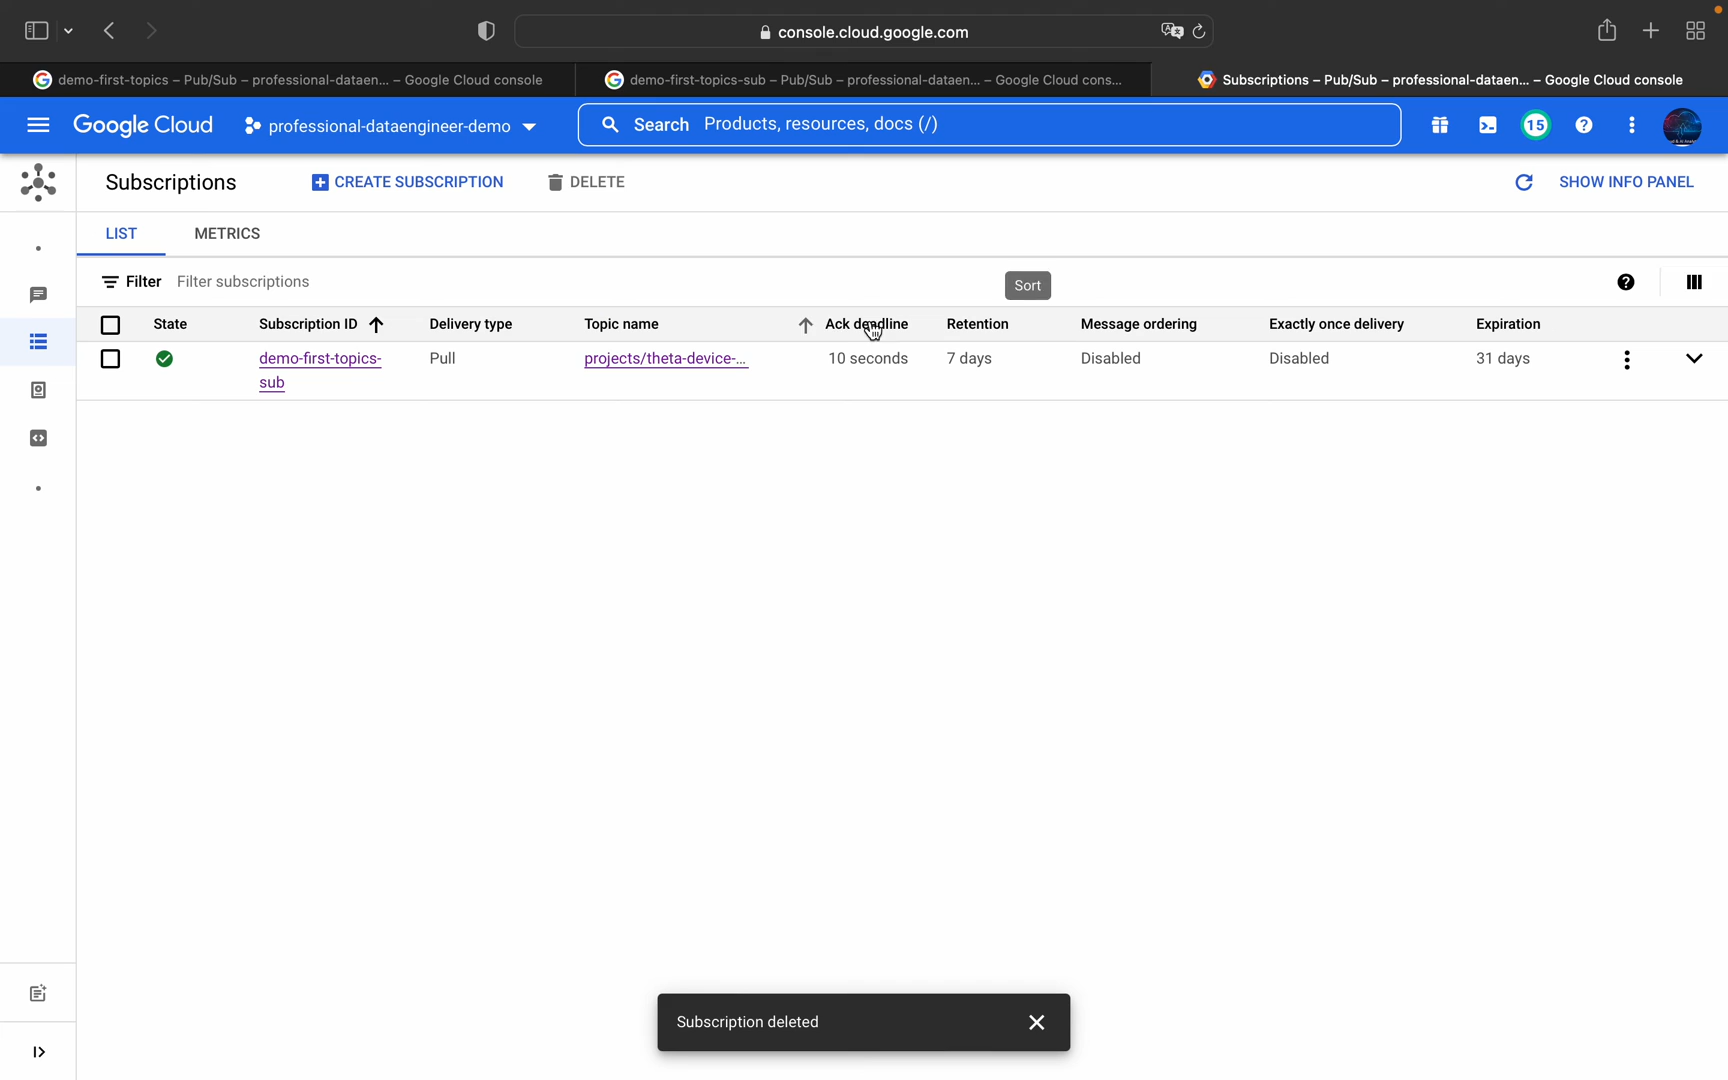 console.cloud.google.com
demo-first-topics – Pub/Sub – professional-dataen... – Google Cloud console
demo-first-topics-sub – Pub/Sub – professional-dataen... – Google Cloud cons...
Subscriptions – Pub/Sub – professional-dataen... – Google Cloud console
Google Cloud
professional-dataengineer-demo
Search Products, resources, docs (/)
15
Subscriptions
CREATE SUBSCRIPTION
DELETE
SHOW INFO PANEL
LIST
METRICS
Filter Filter subscriptions
Sort
State Subscription ID Delivery type Topic name Ack deadline Retention Message ordering Exactly once delivery Expiration
demo-first-topics- Pull projects/theta-device-... 10 seconds 7 days Disabled Disabled 31 days
sub
Subscription deleted